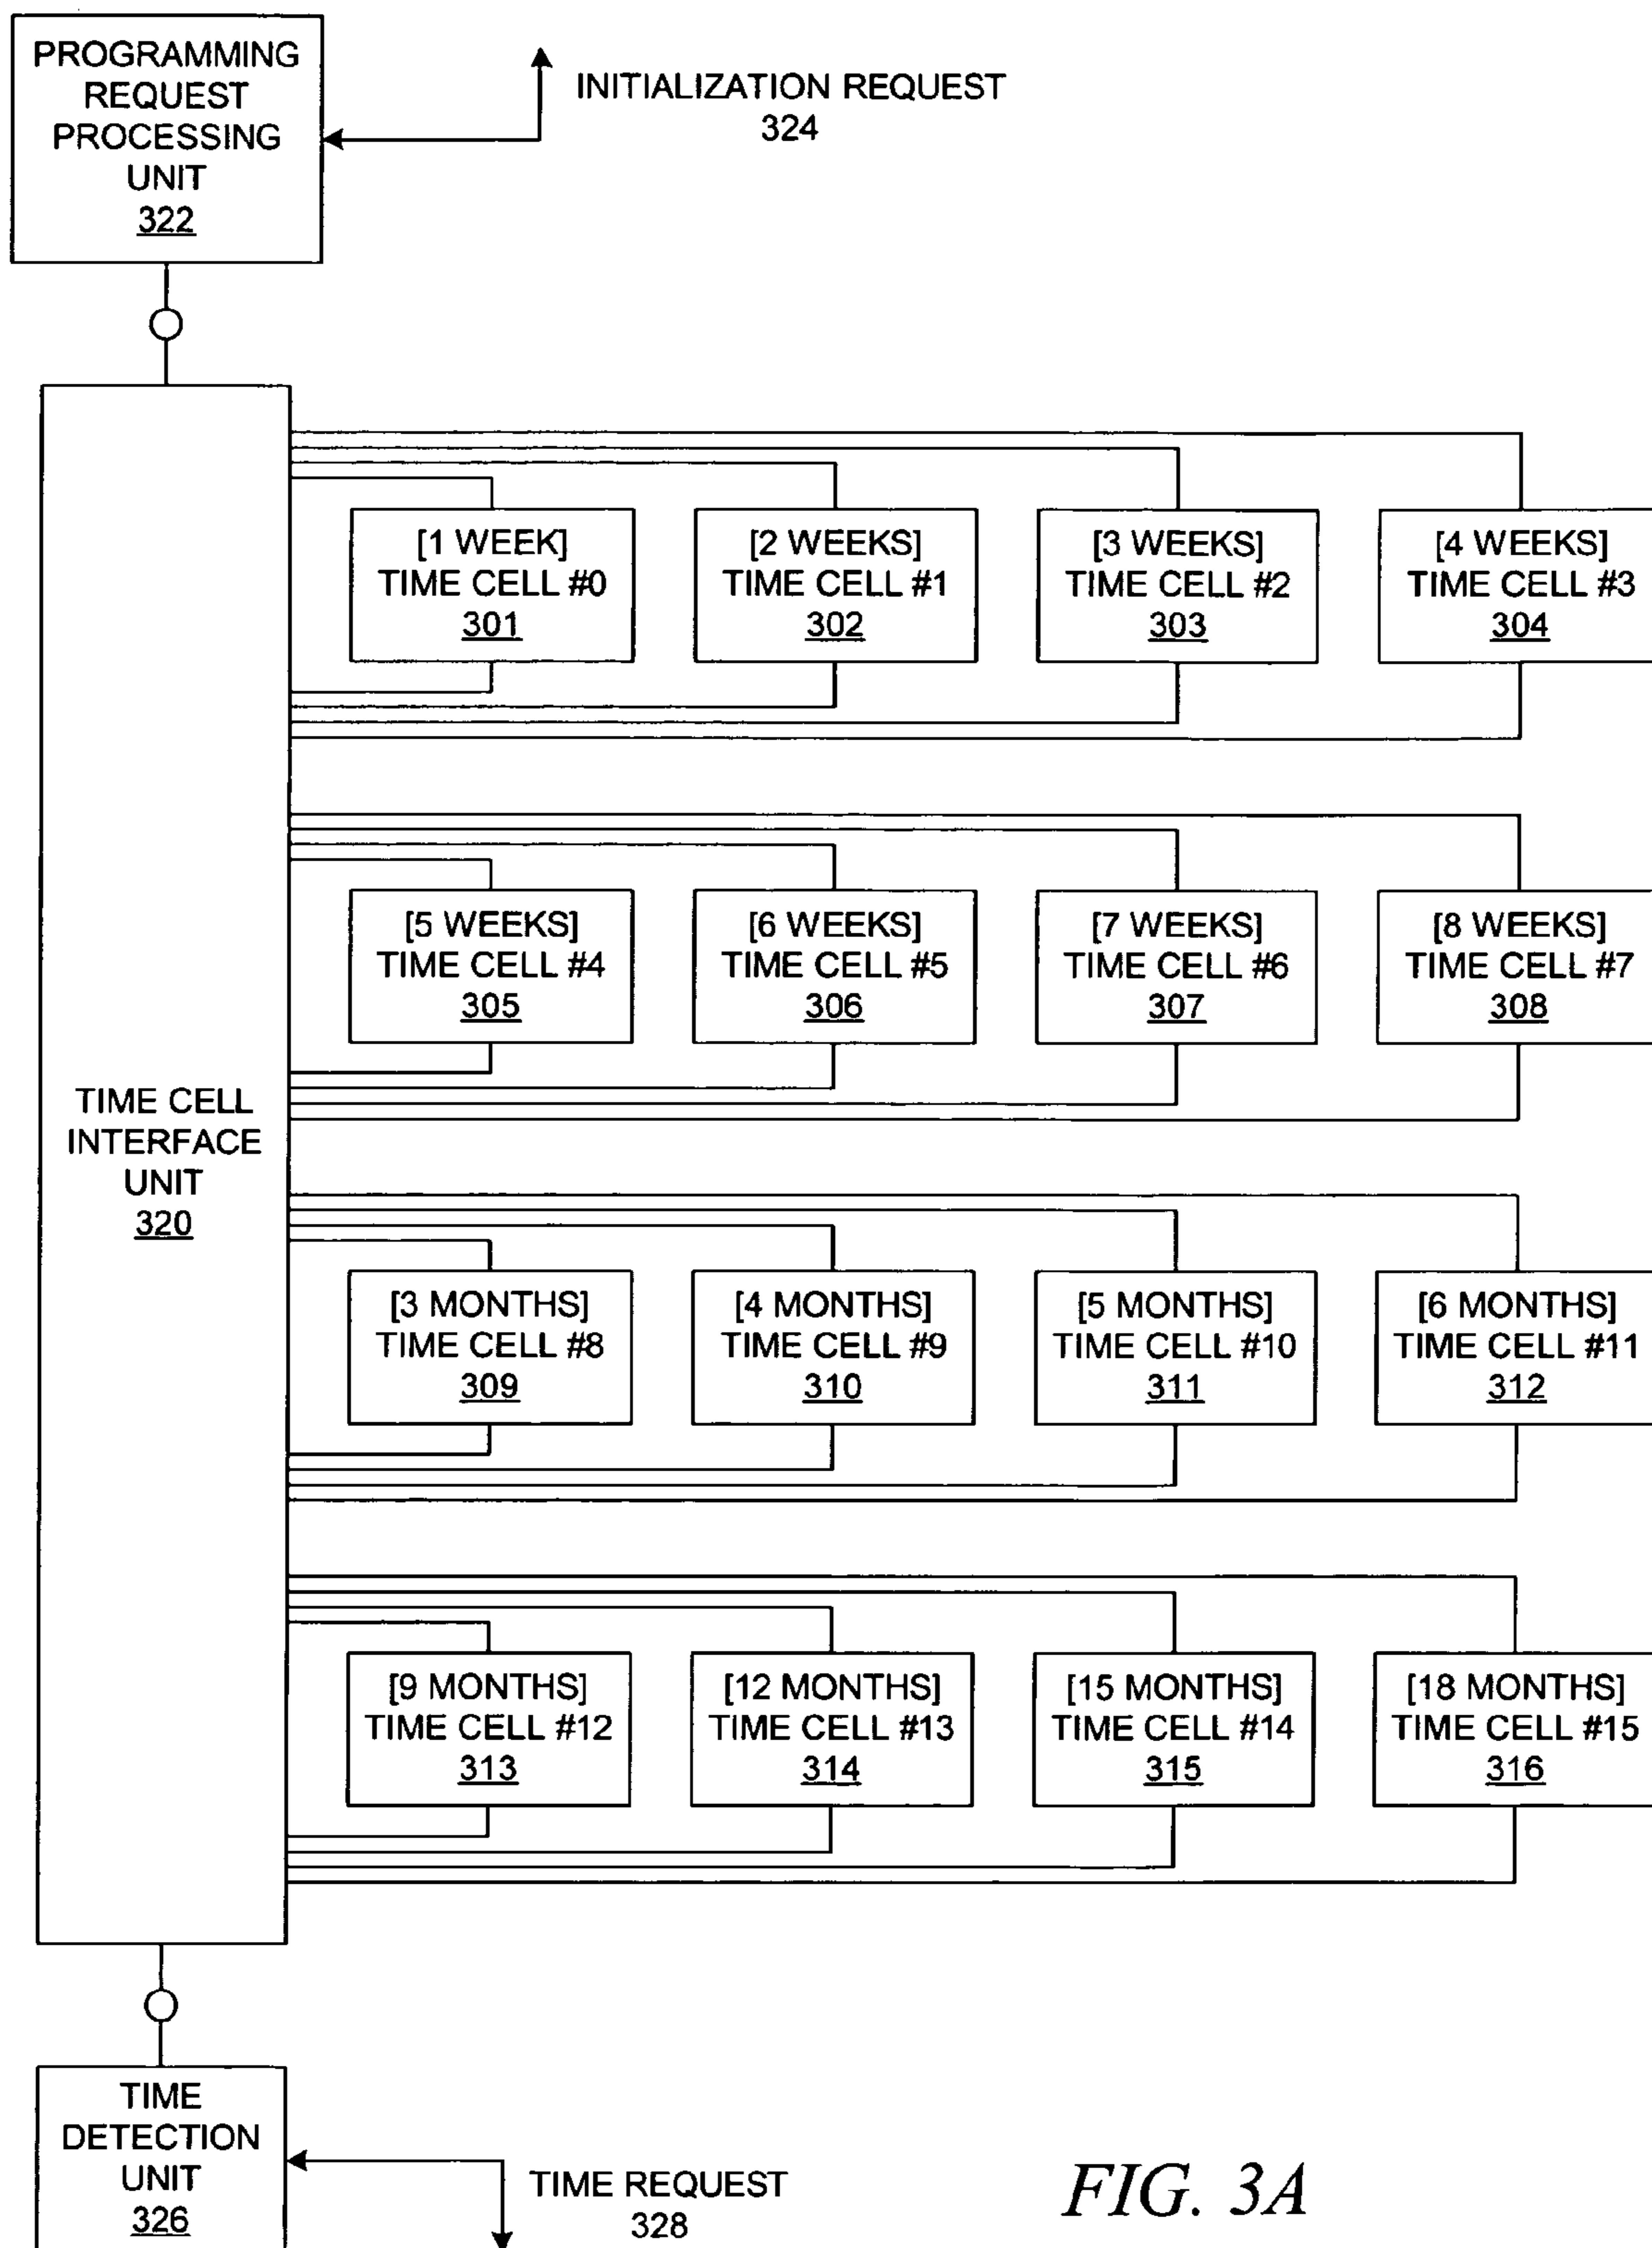 PROGRAMMING
REQUEST
PROCESSING
UNIT
322
INITIALIZATION REQUEST
324
[1 WEEK]
TIME CELL #0
301
[2 WEEKS]
TIME CELL #1
302
[3 WEEKS]
TIME CELL #2
303
[4 WEEKS]
TIME CELL #3
304
[5 WEEKS]
TIME CELL #4
305
[6 WEEKS]
TIME CELL #5
306
[7 WEEKS]
TIME CELL #6
307
[8 WEEKS]
TIME CELL #7
308
TIME CELL
INTERFACE
UNIT
320
[3 MONTHS]
TIME CELL #8
309
[4 MONTHS]
TIME CELL #9
310
[5 MONTHS]
TIME CELL #10
311
[6 MONTHS]
TIME CELL #11
312
[9 MONTHS]
TIME CELL #12
313
[12 MONTHS]
TIME CELL #13
314
[15 MONTHS]
TIME CELL #14
315
[18 MONTHS]
TIME CELL #15
316
TIME
DETECTION
UNIT
326
TIME REQUEST
328
FIG. 3A